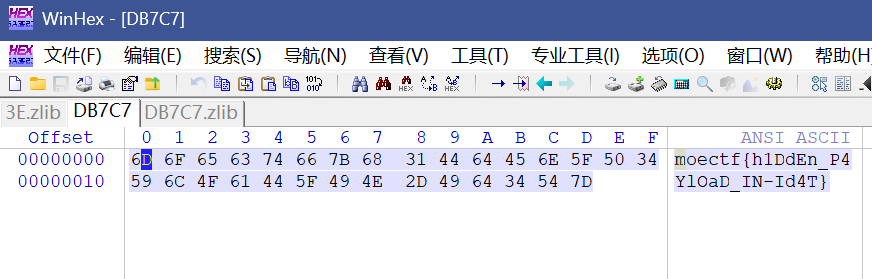 WinHex - [DB7C7]
文件(F) 编辑(E) 搜索(S) 导航(N) 查看(V) 工具(T) 专业工具(I) 选项(O) 窗口(W) 帮助(H
3E.zlib DB7C7 DB7C7.zlib
Offset 0 1 2 3 4 5 6 7 8 9 A B C D E F ANSI ASCII
00000000 6D 6F 65 63 74 66 7B 68 31 44 64 45 6E 5F 50 34 moectf{h1DdEn_P4
00000010 59 6C 4F 61 44 5F 49 4E 2D 49 64 34 54 7D YlOaD_IN-Id4T}